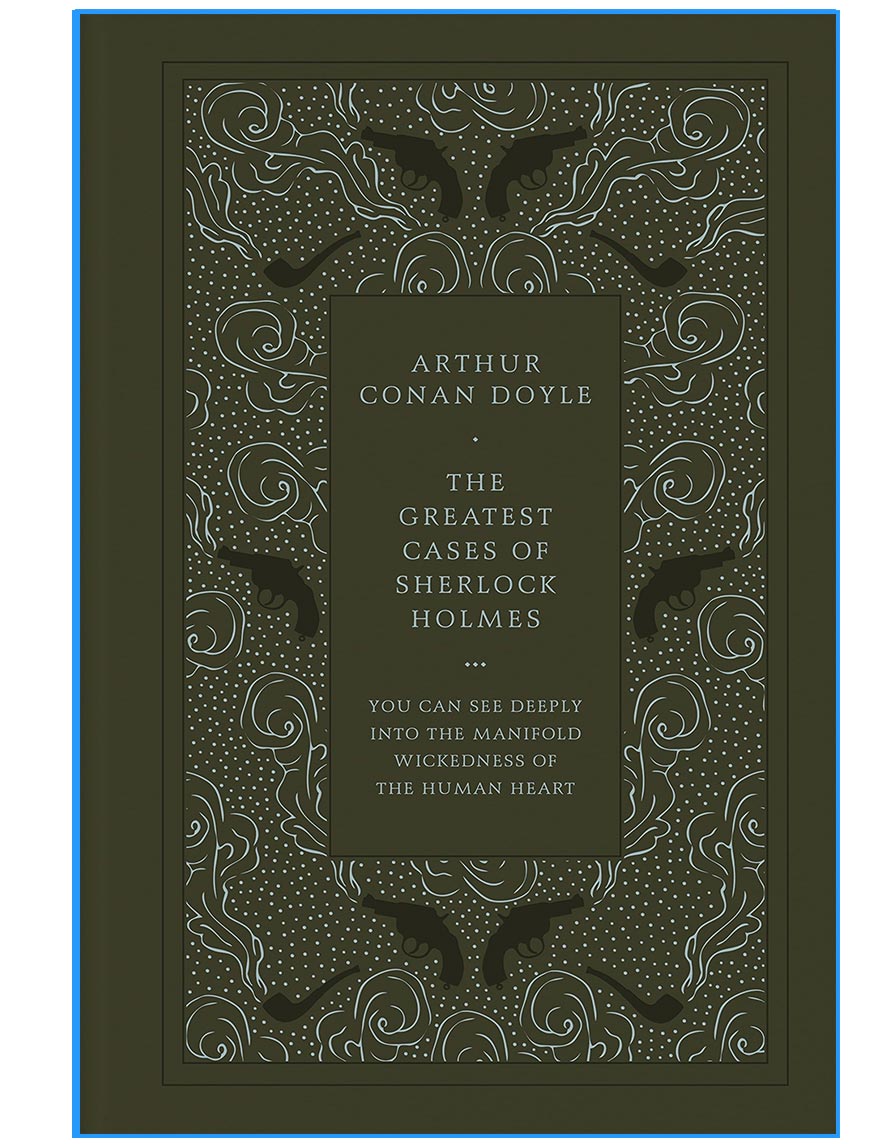 ARTHUR
CONAN DOYLE
THE
GREATEST
CASES OF
SHERLOCK
HOLMES
YOU CAN SEE DEEPLY
INTO THE MANIFOLD
WICKEDNESS OF
THE HUMAN HEART